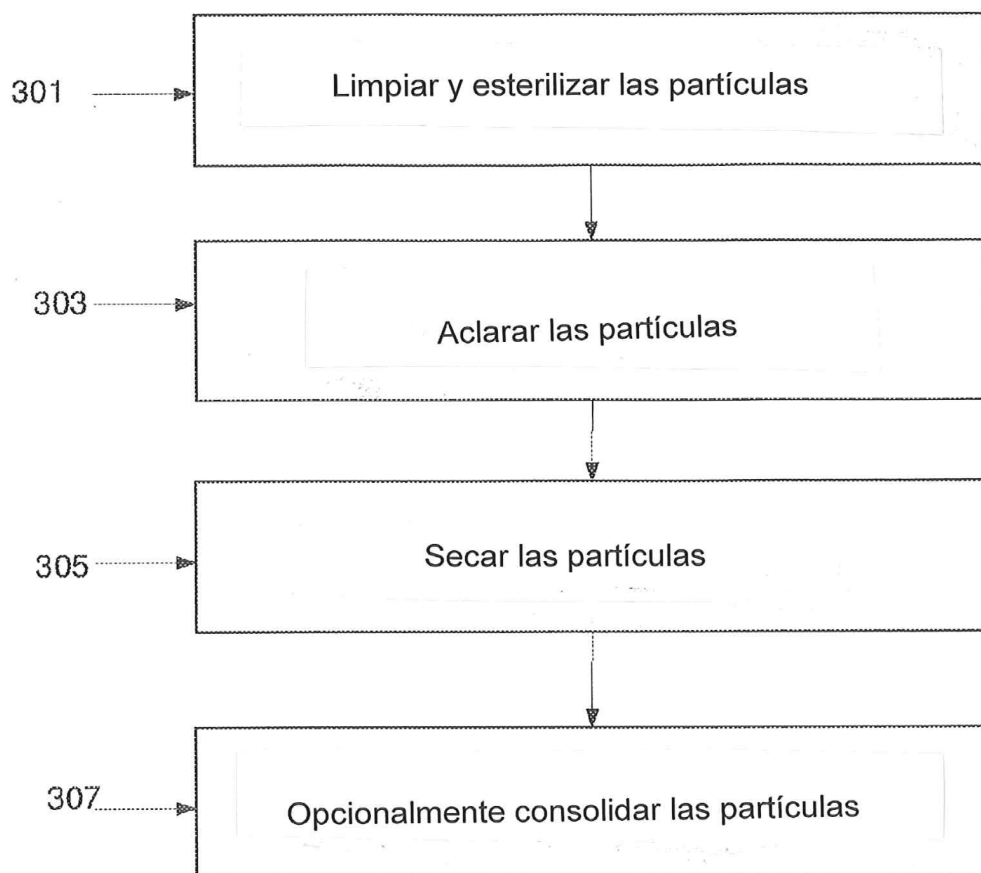 301 Limpiar y esterilizar las partículas
303 Aclarar las partículas
305 Secar las partículas
307 Opcionalmente consolidar las partículas